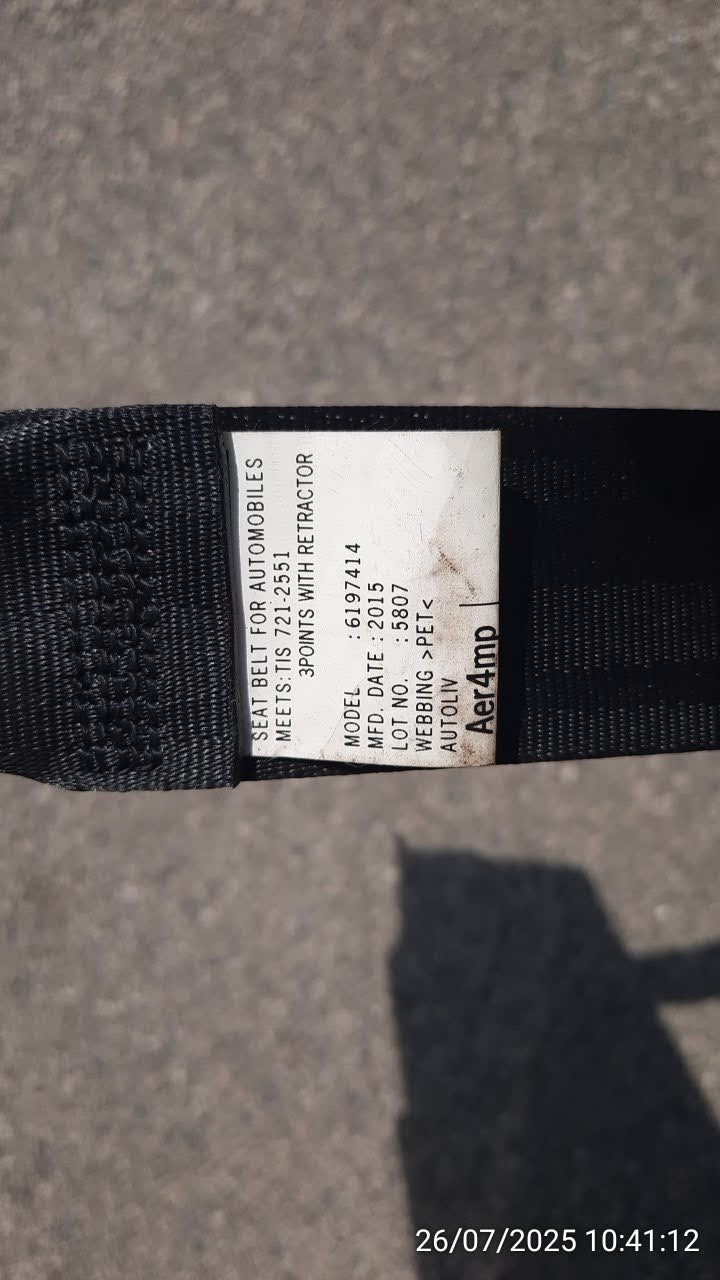 SEAT BELT FOR AUTOMOBILES
MEETS:TIS 721-2551
3POINTS WITH RETRACTOR
MODEL : 6197414
MFD. DATE : 2015
LOT NO. : 5807
WEBBING >PET<
AUTOLIV
Aer4mp
26/07/2025 10:41:12